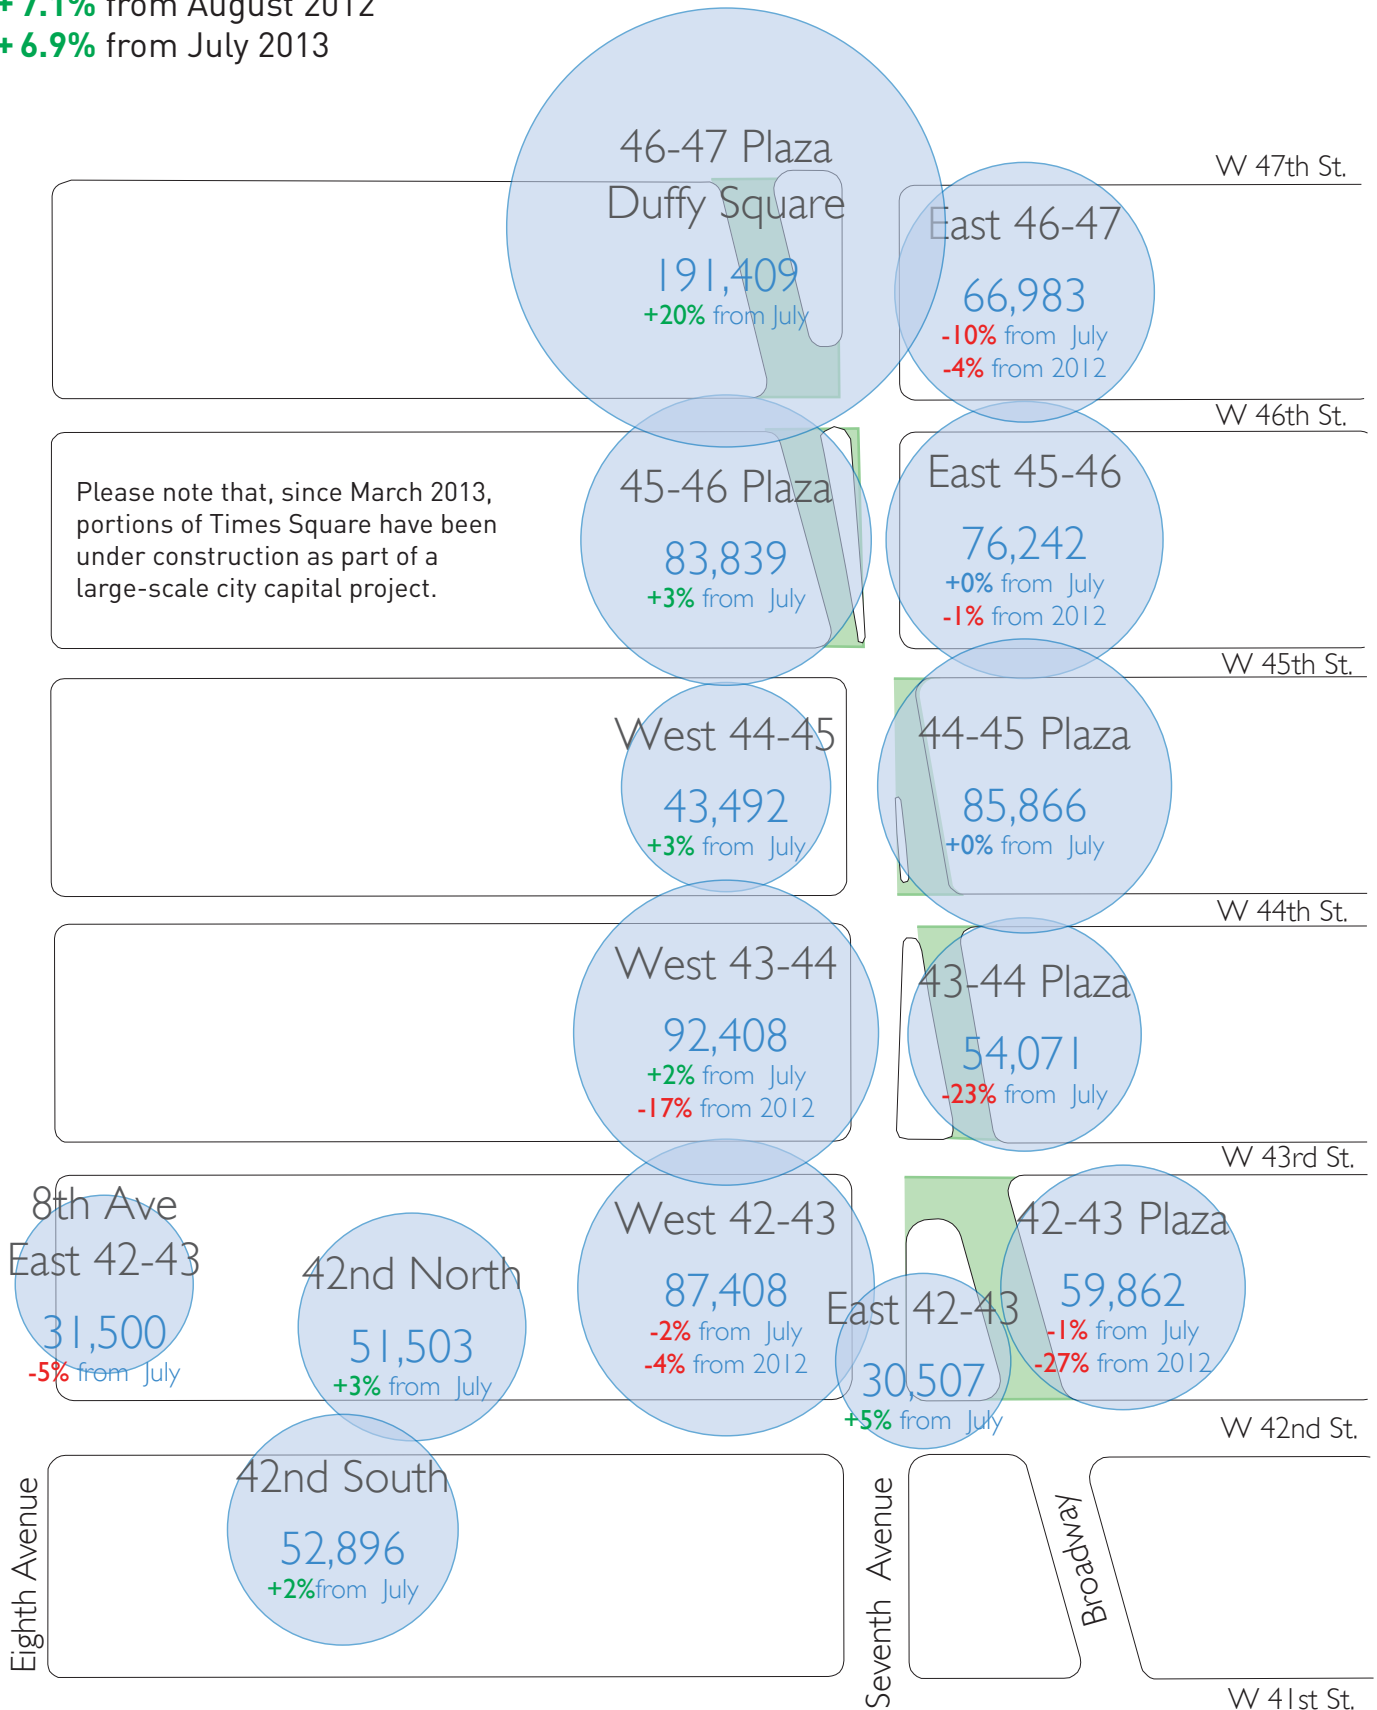 + 7.1% from August 2012
+ 6.9% from July 2013
46-47 Plaza
Duffy Square
191,409
+20% from July
W 47th St.
East 46-47
66,983
-10% from July
-4% from 2012
W 46th St.
Please note that, since March 2013,
portions of Times Square have been
under construction as part of a
large-scale city capital project.
45-46 Plaza
83,839
+3% from July
East 45-46
76,242
+0% from July
-1% from 2012
W 45th St.
West 44-45
43,492
+3% from July
44-45 Plaza
85,866
+0% from July
W 44th St.
West 43-44
92,408
+2% from July
-17% from 2012
43-44 Plaza
54,071
-23% from July
W 43rd St.
8th Ave
East 42-43
31,500
-5% from July
42nd North
51,503
+3% from July
West 42-43
87,408
-2% from July
-4% from 2012
East 42-43
30,507
+5% from July
42-43 Plaza
59,862
-1% from July
-27% from 2012
W 42nd St.
42nd South
52,896
+2%from July
Eighth Avenue
Seventh Avenue
Broadway
W 41st St.